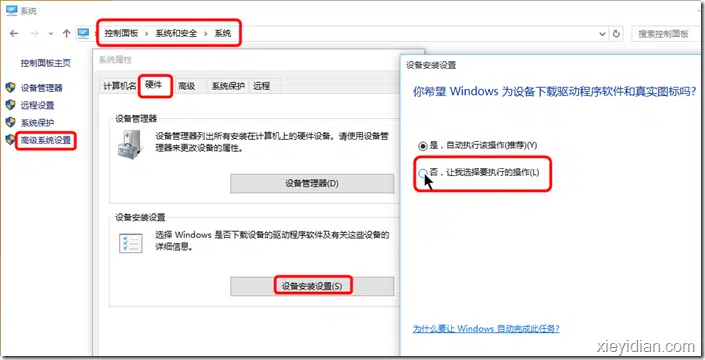 系统
控制面板 › 系统和安全 › 系统
搜索控制面板
控制面板主页
设备管理器
远程设置
系统保护
高级系统设置
系统属性
计算机名 硬件 高级 系统保护 远程
设备管理器
设备管理器列出所有安装在计算机上的硬件设备。请使用设备
管理器来更改设备的属性。
设备管理器(D)
设备安装设置
选择 Windows 是否下载设备的驱动程序软件及有关这些设备的
详细信息。
设备安装设置(S)
设备安装设置
你希望 Windows 为设备下载驱动程序软件和真实图标吗?
是，自动执行该操作(推荐)(Y)
否，让我选择要执行的操作(L)
为什么要让 Windows 自动完成此任务?
xieyidian.com